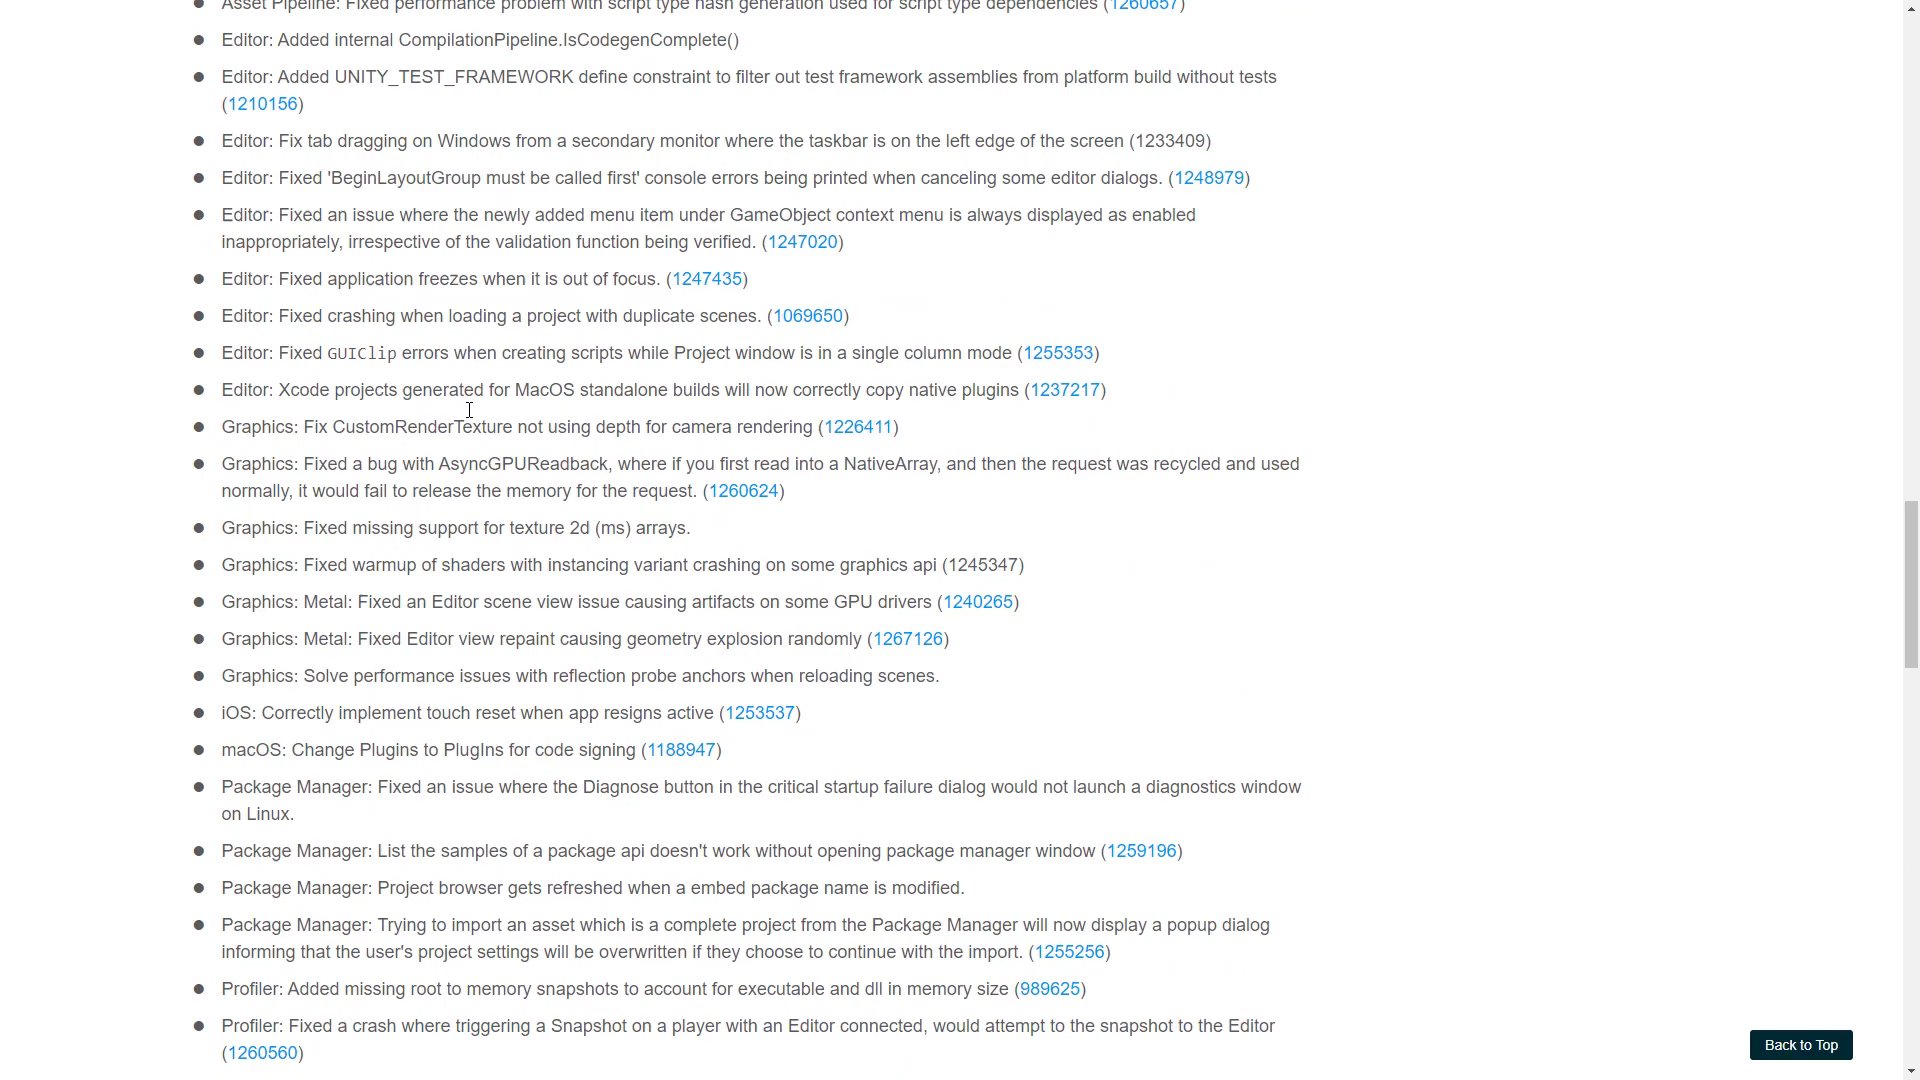 Asset Pipeline: Fixed performance problem with script type hash generation used for script type dependencies (1260657)
Editor: Added internal CompilationPipeline.IsCodegenComplete()
Editor: Added UNITY_TEST_FRAMEWORK define constraint to filter out test framework assemblies from platform build without tests
(1210156)
Editor: Fix tab dragging on Windows from a secondary monitor where the taskbar is on the left edge of the screen (1233409)
Editor: Fixed 'BeginLayoutGroup must be called first' console errors being printed when canceling some editor dialogs. (1248979)
Editor: Fixed an issue where the newly added menu item under GameObject context menu is always displayed as enabled
inappropriately, irrespective of the validation function being verified. (1247020)
Editor: Fixed application freezes when it is out of focus. (1247435)
Editor: Fixed crashing when loading a project with duplicate scenes. (1069650)
Editor: Fixed GUIClip errors when creating scripts while Project window is in a single column mode (1255353)
Editor: Xcode projects generated for MacOS standalone builds will now correctly copy native plugins (1237217)
Graphics: Fix CustomRenderTexture not using depth for camera rendering (1226411)
Graphics: Fixed a bug with AsyncGPUReadback, where if you first read into a NativeArray, and then the request was recycled and used
normally, it would fail to release the memory for the request. (1260624)
Graphics: Fixed missing support for texture 2d (ms) arrays.
Graphics: Fixed warmup of shaders with instancing variant crashing on some graphics api (1245347)
Graphics: Metal: Fixed an Editor scene view issue causing artifacts on some GPU drivers (1240265)
Graphics: Metal: Fixed Editor view repaint causing geometry explosion randomly (1267126)
Graphics: Solve performance issues with reflection probe anchors when reloading scenes.
iOS: Correctly implement touch reset when app resigns active (1253537)
macOS: Change Plugins to PlugIns for code signing (1188947)
Package Manager: Fixed an issue where the Diagnose button in the critical startup failure dialog would not launch a diagnostics window
on Linux.
Package Manager: List the samples of a package api doesn't work without opening package manager window (1259196)
Package Manager: Project browser gets refreshed when a embed package name is modified.
Package Manager: Trying to import an asset which is a complete project from the Package Manager will now display a popup dialog
informing that the user's project settings will be overwritten if they choose to continue with the import. (1255256)
Profiler: Added missing root to memory snapshots to account for executable and dll in memory size (989625)
Profiler: Fixed a crash where triggering a Snapshot on a player with an Editor connected, would attempt to the snapshot to the Editor
(1260560)
Back to Top